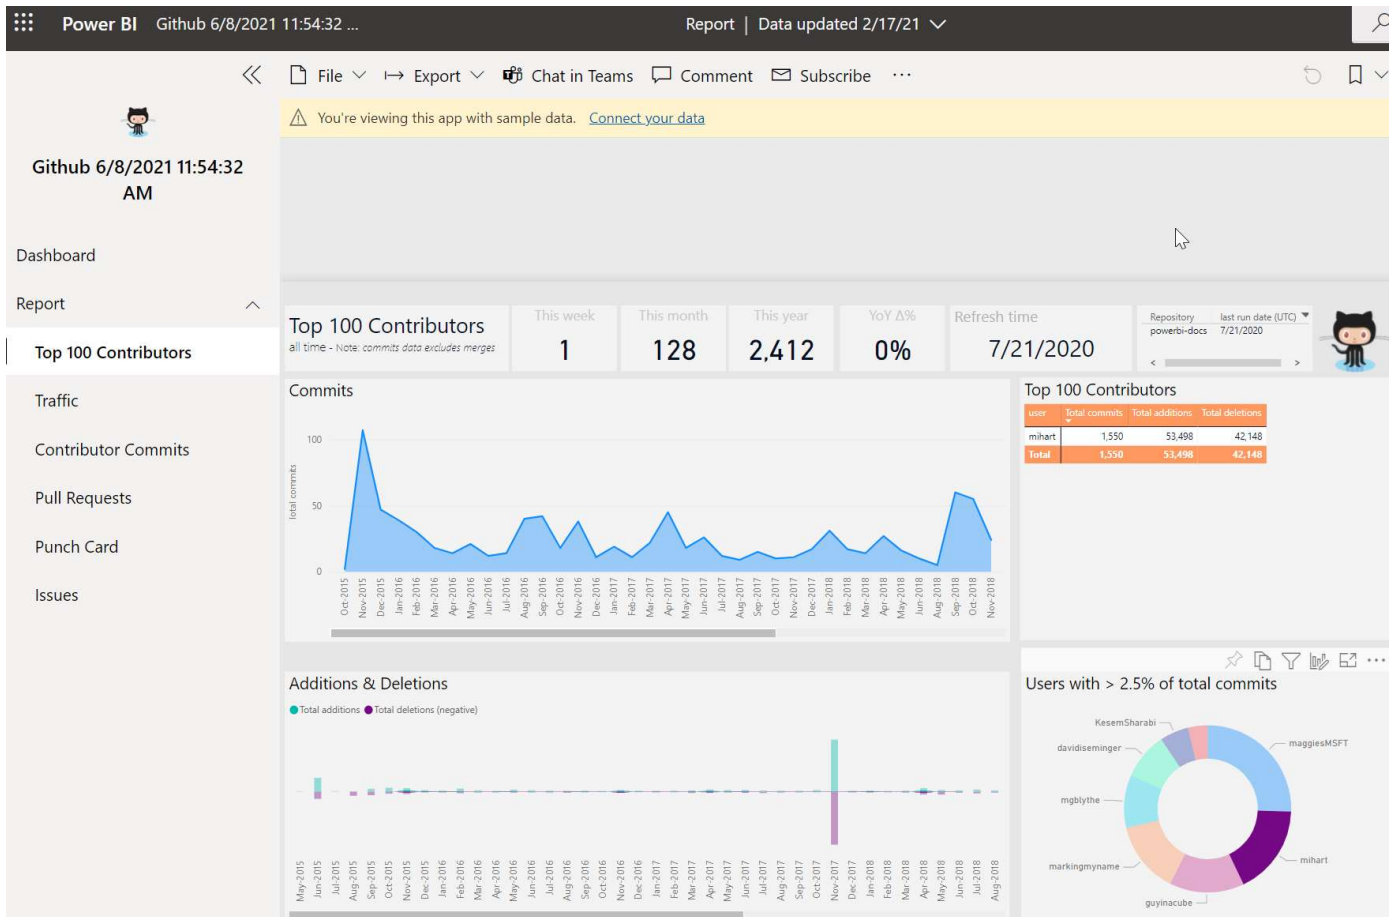 Power BI Github 6/8/2021 11:54:32 ...
Report | Data updated 2/17/21
File Export Chat in Teams Comment Subscribe ...
You're viewing this app with sample data. Connect your data
Github 6/8/2021 11:54:32
AM
Dashboard
Report
Top 100 Contributors
Traffic
Contributor Commits
Pull Requests
Punch Card
Issues
Top 100 Contributors
all time - Note: commits data excludes merges
This week
1
This month
128
This year
2,412
YoY Δ%
0%
Refresh time
7/21/2020
Repository last run date (UTC)
powerbi-docs 7/21/2020
Commits
Total commits
100
50
0
Oct-2015
Nov-2015
Dec-2015
Jan-2016
Feb-2016
Mar-2016
Apr-2016
May-2016
Jun-2016
Jul-2016
Aug-2016
Sep-2016
Oct-2016
Nov-2016
Dec-2016
Jan-2017
Feb-2017
Mar-2017
Apr-2017
May-2017
Jun-2017
Jul-2017
Aug-2017
Sep-2017
Oct-2017
Nov-2017
Dec-2017
Jan-2018
Feb-2018
Mar-2018
Apr-2018
May-2018
Jun-2018
Aug-2018
Sep-2018
Oct-2018
Nov-2018
Top 100 Contributors
user Total commits Total additions Total deletions
mihart 1,550 53,498 42,148
Total 1,550 53,498 42,148
Additions & Deletions
Total additions Total deletions (negative)
May-2015
Jun-2015
Jul-2015
Aug-2015
Sep-2015
Oct-2015
Nov-2015
Dec-2015
Jan-2016
Feb-2016
Mar-2016
Apr-2016
May-2016
Jun-2016
Jul-2016
Aug-2016
Sep-2016
Oct-2016
Nov-2016
Dec-2016
Jan-2017
Feb-2017
Mar-2017
Apr-2017
May-2017
Jun-2017
Jul-2017
Aug-2017
Sep-2017
Oct-2017
Nov-2017
Dec-2017
Jan-2018
Feb-2018
Mar-2018
Apr-2018
May-2018
Jun-2018
Jul-2018
Aug-2018
Users with > 2.5% of total commits
KesemSharabi
maggiesMSFT
davidiseminger
mgblythe
markingmyname
mihart
guyinacube